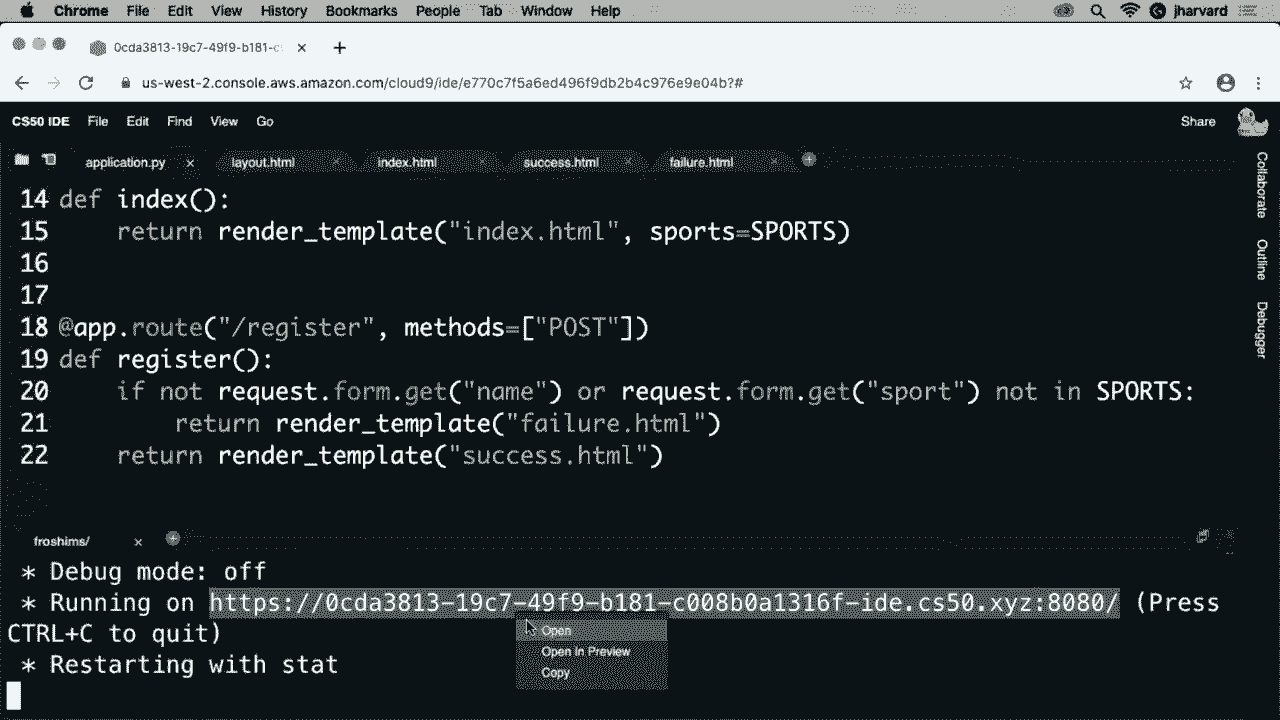 Chrome File Edit View History Bookmarks People Tab Window Help jharvard
0cda3813-19c7-49f9-b181-c
us-west-2.console.aws.amazon.com/cloud9/ide/e770c7f5a6ed496f9db2b4c976e9e04b?#
CS50 IDE File Edit Find View Go Share
application.py layout.html index.html success.html failure.html
Collaborate
Outline
Debugger
14 def index():
15 return render_template("index.html", sports=SPORTS)
16
17
18 @app.route("/register", methods=["POST"])
19 def register():
20 if not request.form.get("name") or request.form.get("sport") not in SPORTS:
21 return render_template("failure.html")
22 return render_template("success.html")
froshims/
* Debug mode: off
* Running on https://0cda3813-19c7-49f9-b181-c008b0a1316f-ide.cs50.xyz:8080/ (Press
CTRL+C to quit)
* Restarting with stat
Open
Open in Preview
Copy